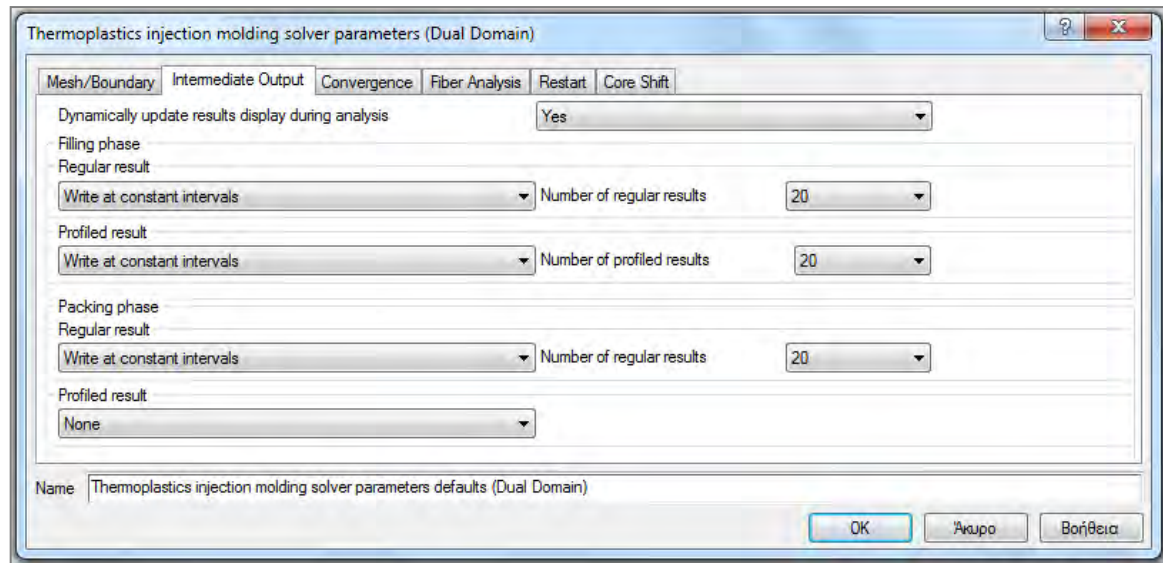 Thermoplastics injection molding solver parameters (Dual Domain)
Mesh/Boundary Intermediate Output Convergence Fiber Analysis Restart Core Shift
Dynamically update results display during analysis Yes
Filling phase
Regular result
Write at constant intervals Number of regular results 20
Profiled result
Write at constant intervals Number of profiled results 20
Packing phase
Regular result
Write at constant intervals Number of regular results 20
Profiled result
None
Name Thermoplastics injection molding solver parameters defaults (Dual Domain)
OK Άκυρο Βοήθεια